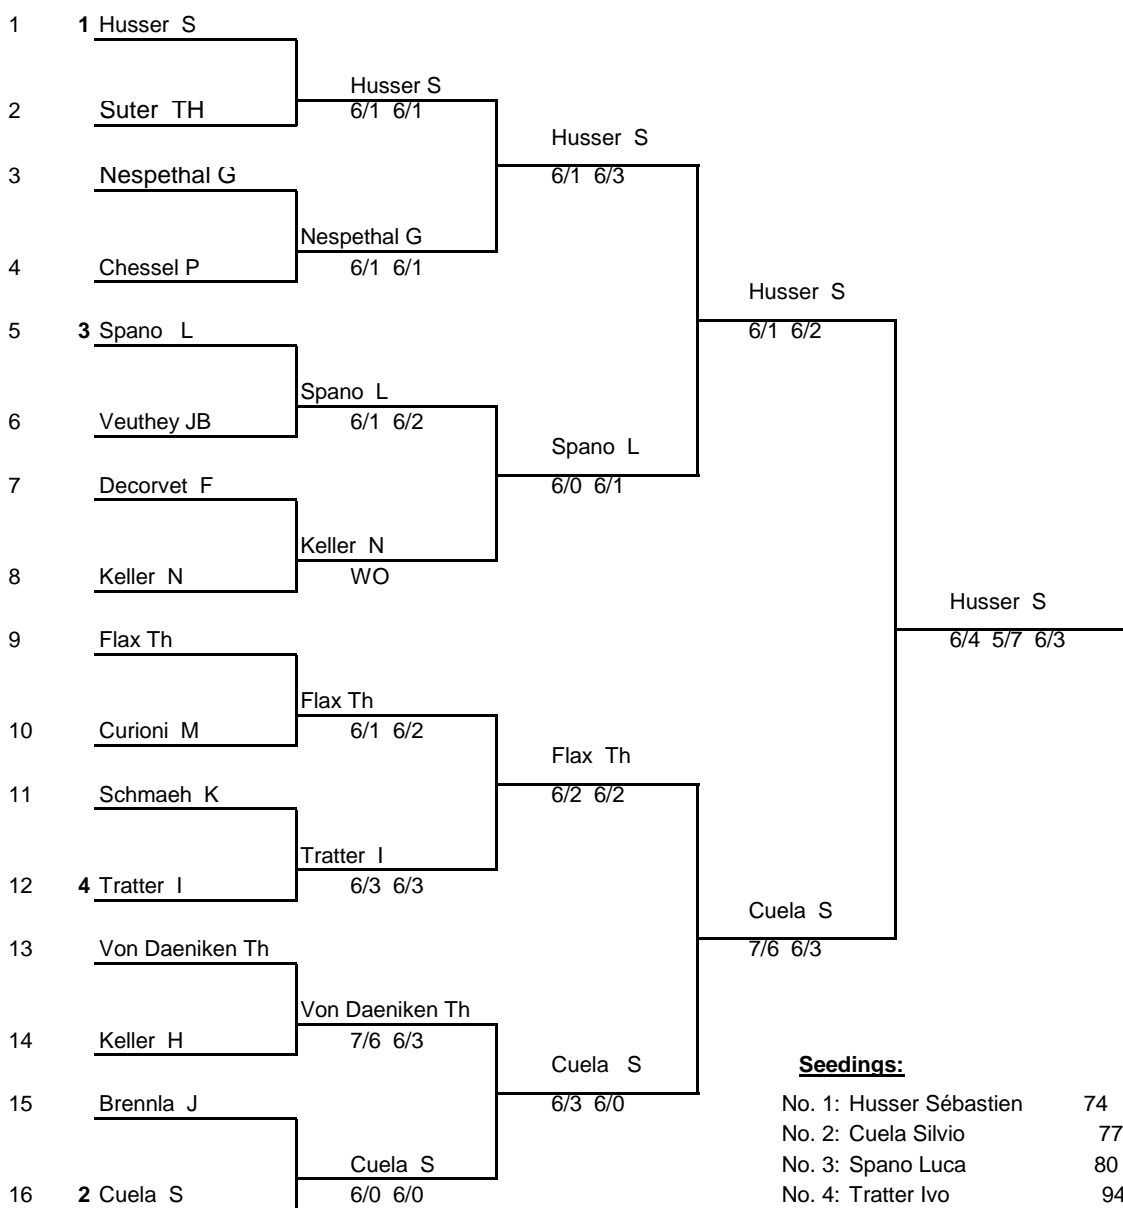 1 1 Husser S
Husser S
2 Suter TH 6/1 6/1
Husser S
3 Nespethal G 6/1 6/3
Nespethal G
4 Chessel P 6/1 6/1
Husser S
5 3 Spano L 6/1 6/2
Spano L
6 Veuthey JB 6/1 6/2
Spano L
7 Decorvet F 6/0 6/1
Keller N
8 Keller N WO
Husser S
9 Flax Th 6/4 5/7 6/3
Flax Th
10 Curioni M 6/1 6/2
Flax Th
11 Schmaeh K 6/2 6/2
Tratter I
12 4 Tratter I 6/3 6/3
Cuela S
13 Von Daeniken Th 7/6 6/3
Von Daeniken Th
14 Keller H 7/6 6/3
Cuela S Seedings:
15 Brennla J 6/3 6/0 No. 1: Husser Sébastien 74
No. 2: Cuela Silvio 77
Cuela S No. 3: Spano Luca 80
16 2 Cuela S 6/0 6/0 No. 4: Tratter Ivo 94